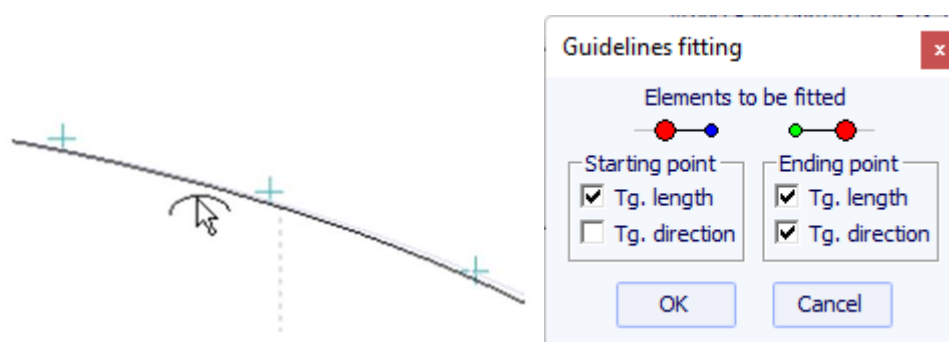 Guidelines fitting
x
Elements to be fitted
Starting point
Tg. length
Tg. direction
Ending point
Tg. length
Tg. direction
OK
Cancel